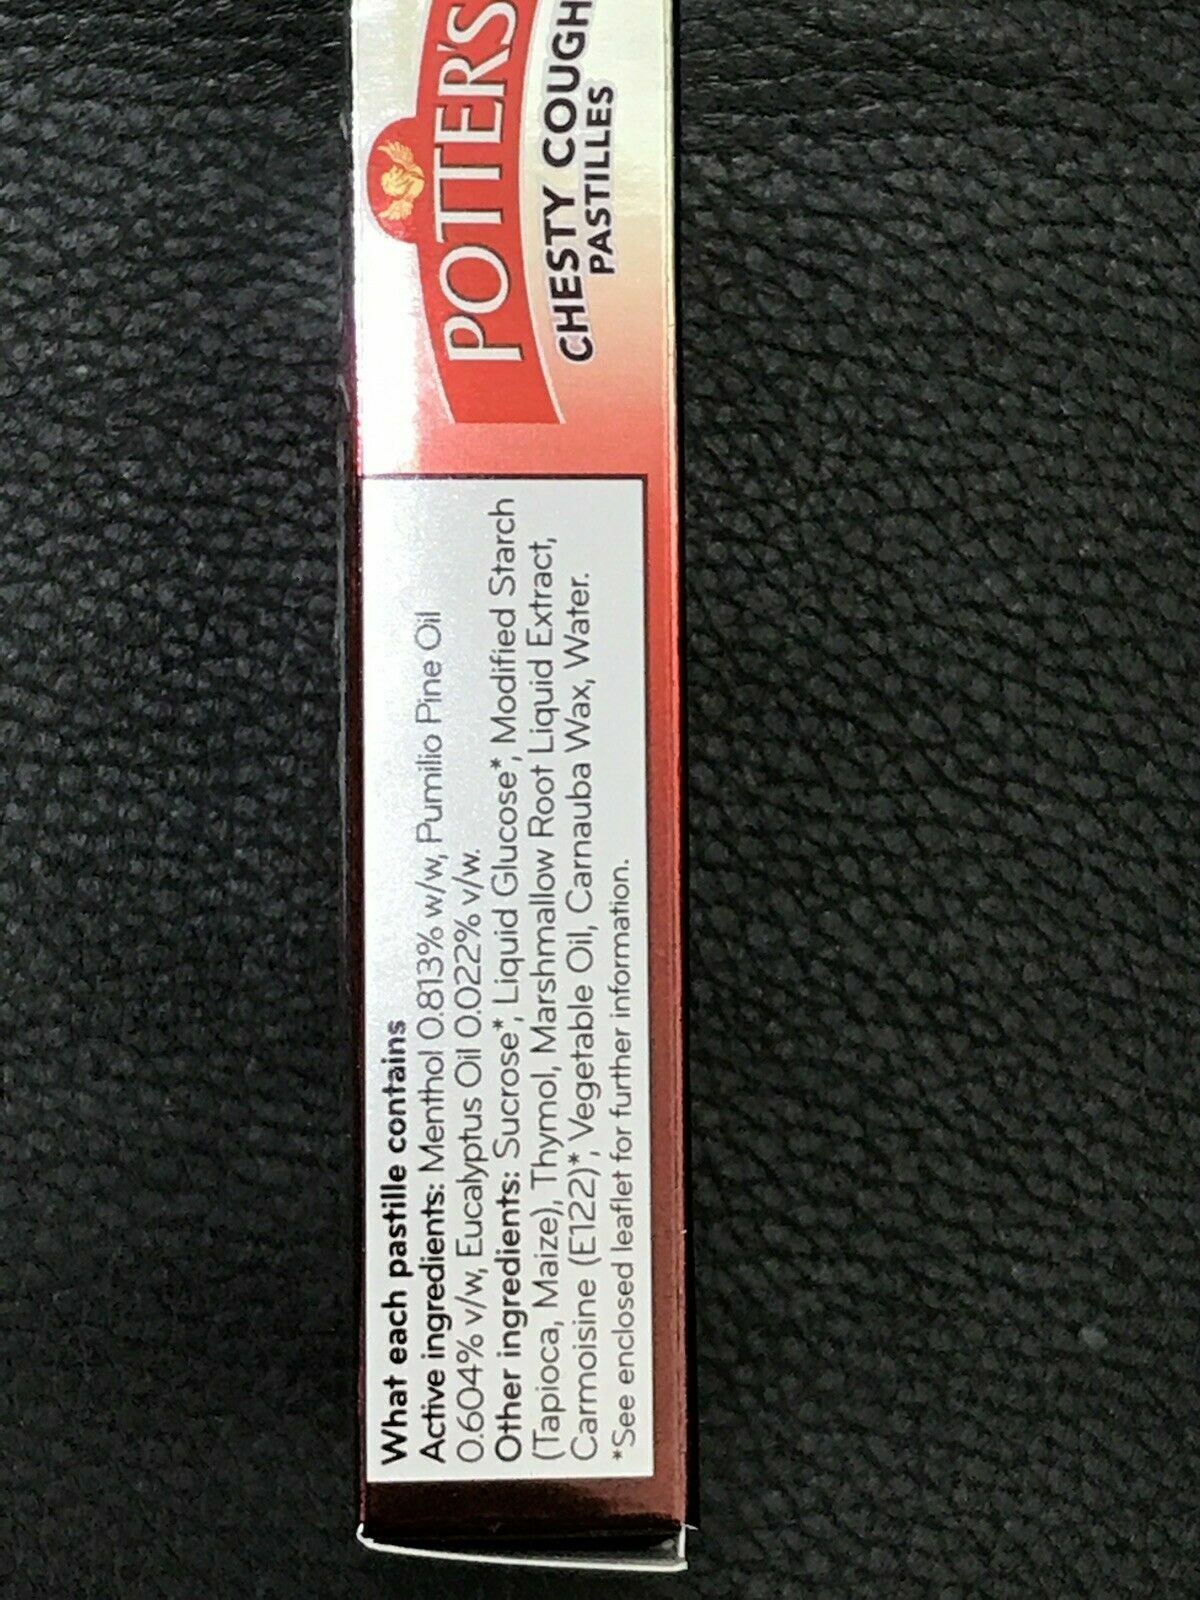 What each pastille contains
Active ingredients: Menthol 0.813% w/w, Pumilio Pine Oil
0.604% v/w, Eucalyptus Oil 0.022% v/w.
Other ingredients: Sucrose*, Liquid Glucose*, Modified Starch
(Tapioca, Maize), Thymol, Marshmallow Root Liquid Extract,
Carmoisine (E122)*, Vegetable Oil, Carnauba Wax, Water.
*See enclosed leaflet for further information.
POTTER'S
CHESTY COUGH
PASTILLES